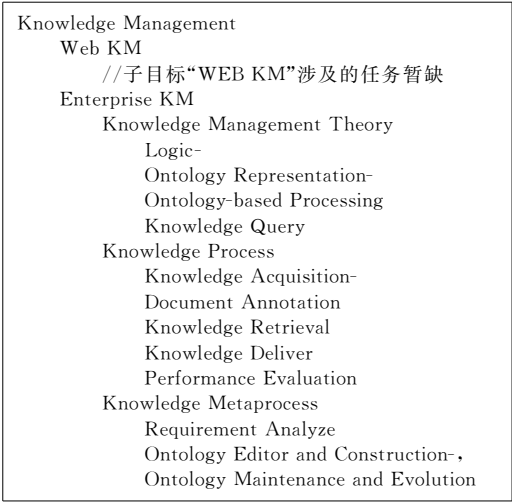 Knowledge Management
Web KM
//子目标“WEB KM”涉及的任务暂缺
Enterprise KM
Knowledge Management Theory
Logic-
Ontology Representation-
Ontology-based Processing
Knowledge Query
Knowledge Process
Knowledge Acquisition-
Document Annotation
Knowledge Retrieval
Knowledge Deliver
Performance Evaluation
Knowledge Metaprocess
Requirement Analyze
Ontology Editor and Construction-，
Ontology Maintenance and Evolution